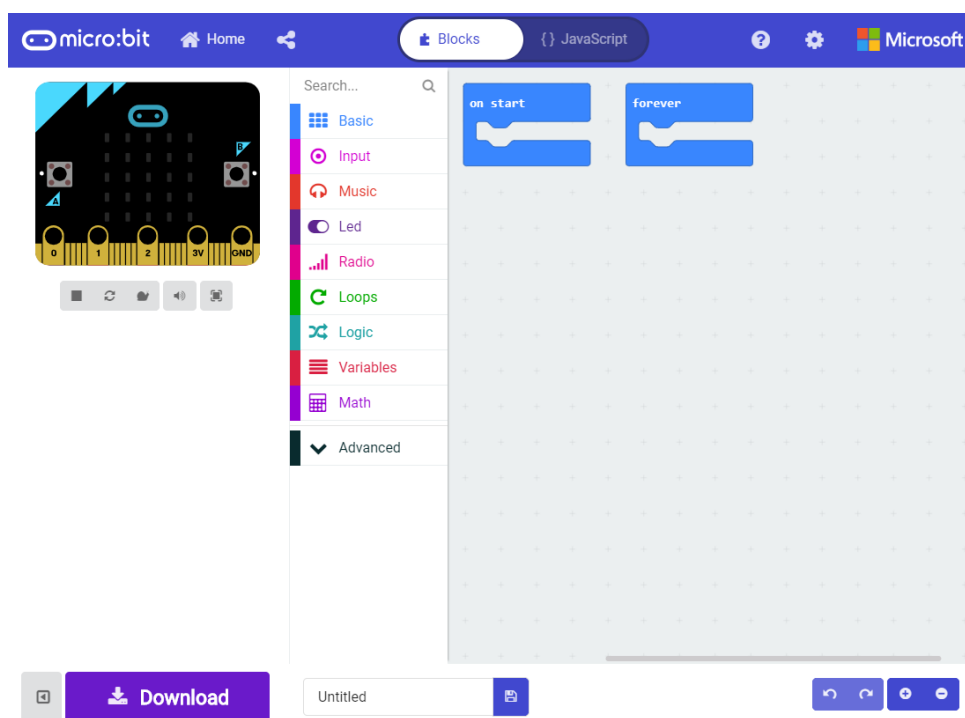 micro:bit Home Blocks {} JavaScript Microsoft
B
A
0 1 2 3V GND
Search...
Basic
Input
Music
Led
Radio
Loops
Logic
Variables
Math
Advanced
on start
forever
Download
Untitled